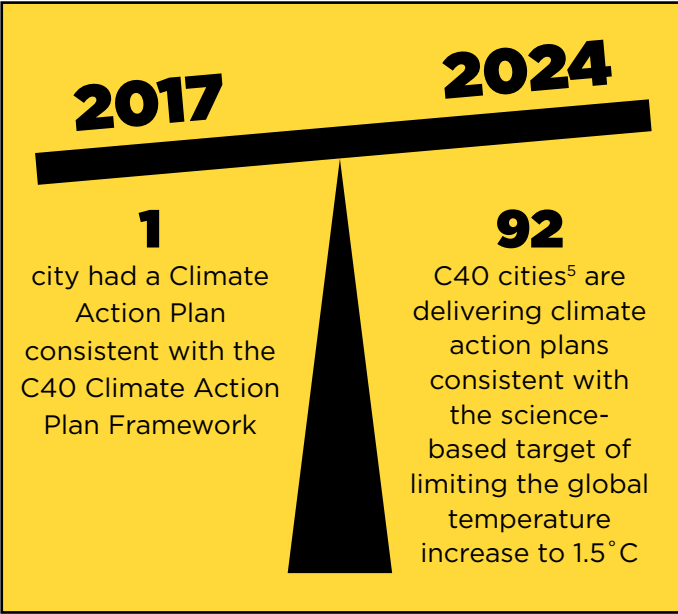 2017
2024
1
city had a Climate
Action Plan
consistent with the
C40 Climate Action
Plan Framework
92
C40 cities⁵ are
delivering climate
action plans
consistent with
the science-
based target of
limiting the global
temperature
increase to 1.5˚C